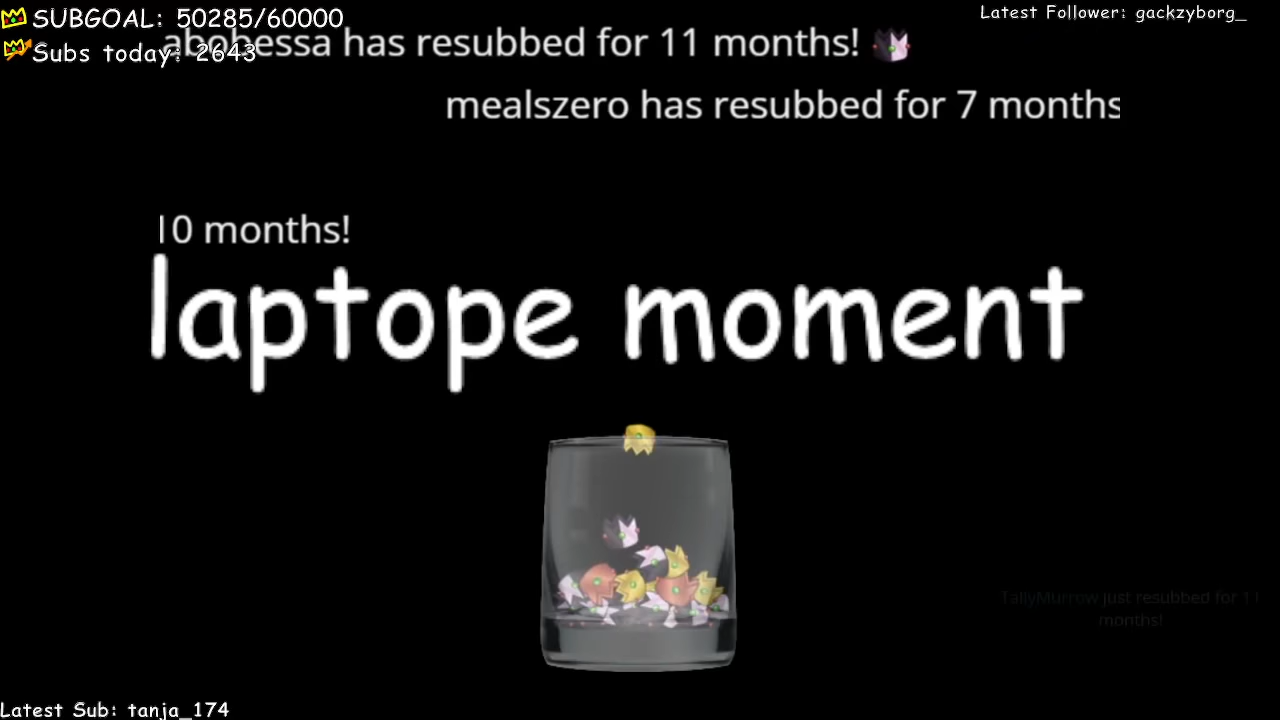 SUBGOAL: 50285/60000
Latest Follower: gackzyborg_
abobessa has resubbed for 11 months!
Subs today: 2643
mealszero has resubbed for 7 months
10 months!
laptope moment
TallyMurrow just resubbed for 11
months!
Latest Sub: tanja_174